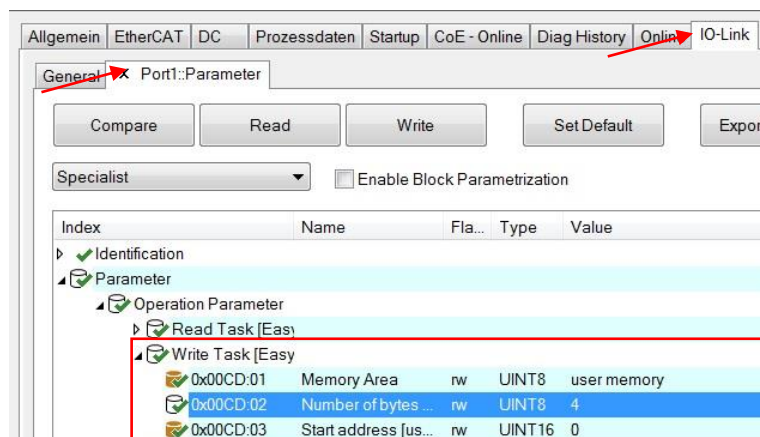 Allgemein EtherCAT DC Prozessdaten Startup CoE - Online Diag History Online IO-Link
General Port1::Parameter
Compare Read Write Set Default
Specialist Enable Block Parametrization
Index Name Fla... Type Value
Identification
Parameter
Operation Parameter
Read Task [Easy
Write Task [Easy
0x00CD:01 Memory Area rw UINT8 user memory
0x00CD:02 Number of bytes ... rw UINT8 4
0x00CD:03 Start address [us... rw UINT16 0